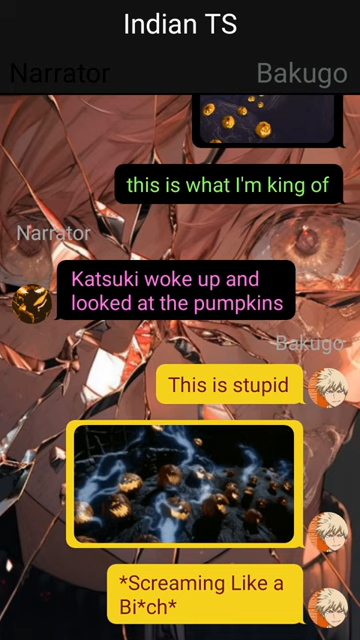 Indian TS
Narrator
Bakugo
this is what I'm king of
Narrator
Katsuki woke up and
looked at the pumpkins
Bakugo
This is stupid
*Screaming Like a
Bi*ch*